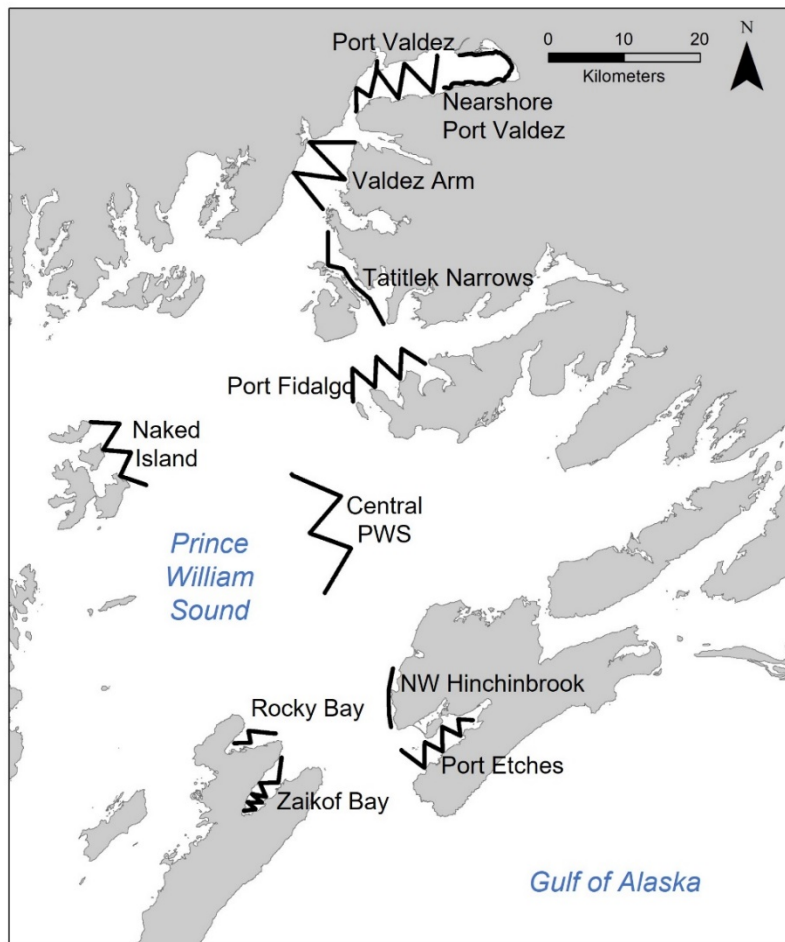 Port Valdez
0 10 20
Kilometers
N
Nearshore
Port Valdez
Valdez Arm
Tatitlek Narrows
Port Fidalgo
Naked
Island
Central
PWS
Prince
William
Sound
NW Hinchinbrook
Rocky Bay
Port Etches
Zaikof Bay
Gulf of Alaska